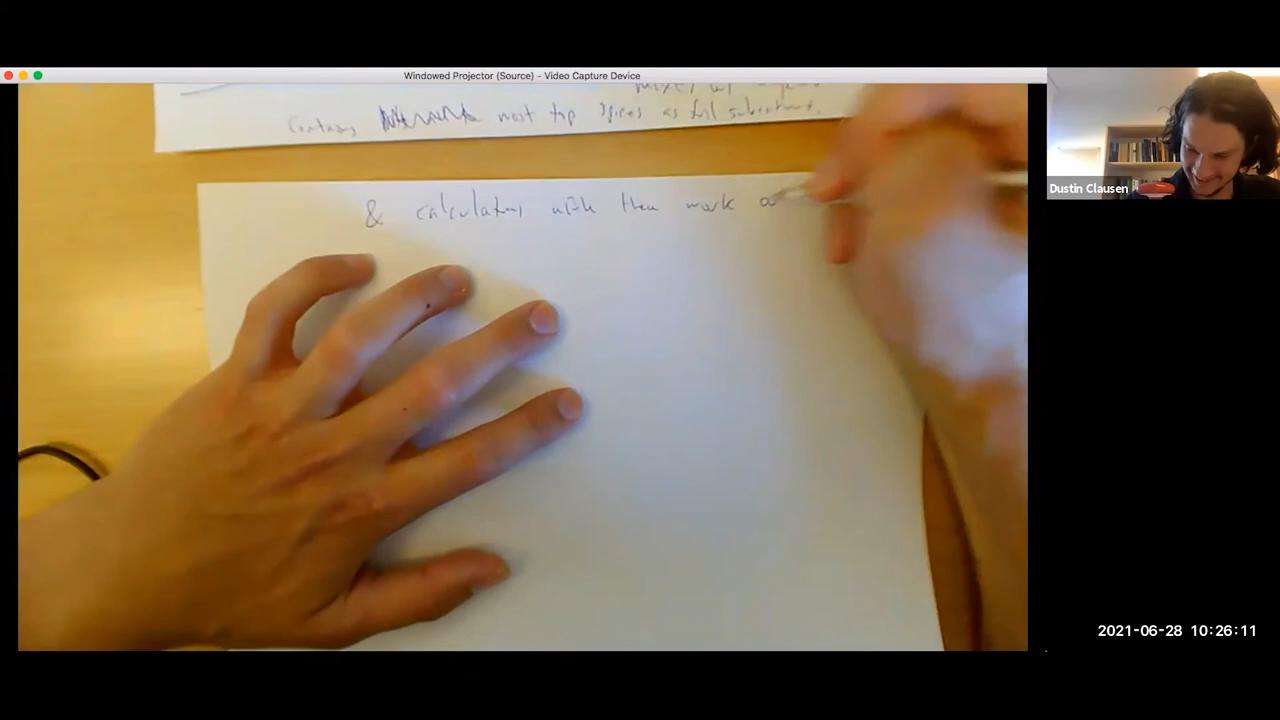 Windowed Projector (Source) - Video Capture Device
Contains most top spaces as full subcat
& calculations with them work
Dustin Clausen
2021-06-28 10:26:11